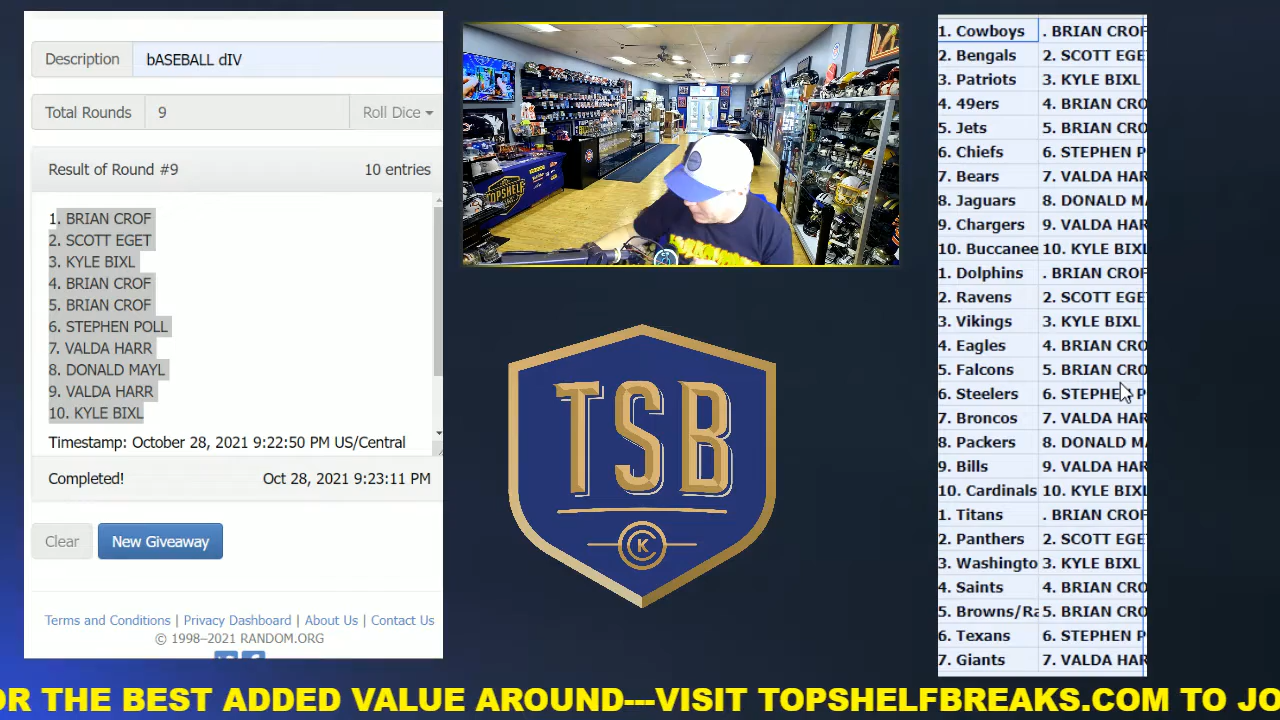 Description bASEBALL dIV
Total Rounds 9 Roll Dice
Result of Round #9 10 entries
1. BRIAN CROF
2. SCOTT EGET
3. KYLE BIXL
4. BRIAN CROF
5. BRIAN CROF
6. STEPHEN POLL
7. VALDA HARR
8. DONALD MAYL
9. VALDA HARR
10. KYLE BIXL
Timestamp: October 28, 2021 9:22:50 PM US/Central
Completed! Oct 28, 2021 9:23:11 PM
Clear New Giveaway
Terms and Conditions | Privacy Dashboard | About Us | Contact Us
© 1998–2021 RANDOM.ORG
TOPSHELF
TSB
CK
1. Cowboys . BRIAN CROF
2. Bengals 2. SCOTT EGE
3. Patriots 3. KYLE BIXL
4. 49ers 4. BRIAN CRO
5. Jets 5. BRIAN CRO
6. Chiefs 6. STEPHEN P
7. Bears 7. VALDA HAR
8. Jaguars 8. DONALD MA
9. Chargers 9. VALDA HAR
10. Buccanee 10. KYLE BIXL
1. Dolphins . BRIAN CROF
2. Ravens 2. SCOTT EGE
3. Vikings 3. KYLE BIXL
4. Eagles 4. BRIAN CRO
5. Falcons 5. BRIAN CRO
6. Steelers 6. STEPHEN P
7. Broncos 7. VALDA HAR
8. Packers 8. DONALD MA
9. Bills 9. VALDA HAR
10. Cardinals 10. KYLE BIXL
1. Titans . BRIAN CROF
2. Panthers 2. SCOTT EGE
3. Washingto 3. KYLE BIXL
4. Saints 4. BRIAN CRO
5. Browns/Ra 5. BRIAN CRO
6. Texans 6. STEPHEN P
7. Giants 7. VALDA HAR
OR THE BEST ADDED VALUE AROUND---VISIT TOPSHELFBREAKS.COM TO JO